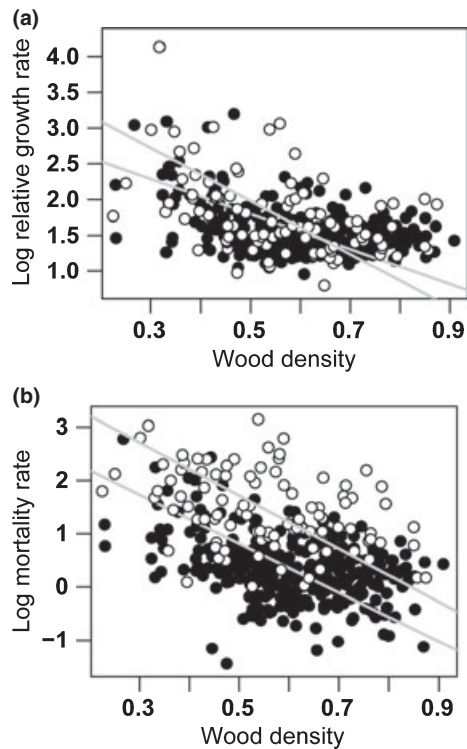 (a)
Log relative growth rate
4.0
3.5
3.0
2.5
2.0
1.5
1.0
0.3 0.5 0.7 0.9
Wood density
(b)
Log mortality rate
3
2
1
0
−1
0.3 0.5 0.7 0.9
Wood density